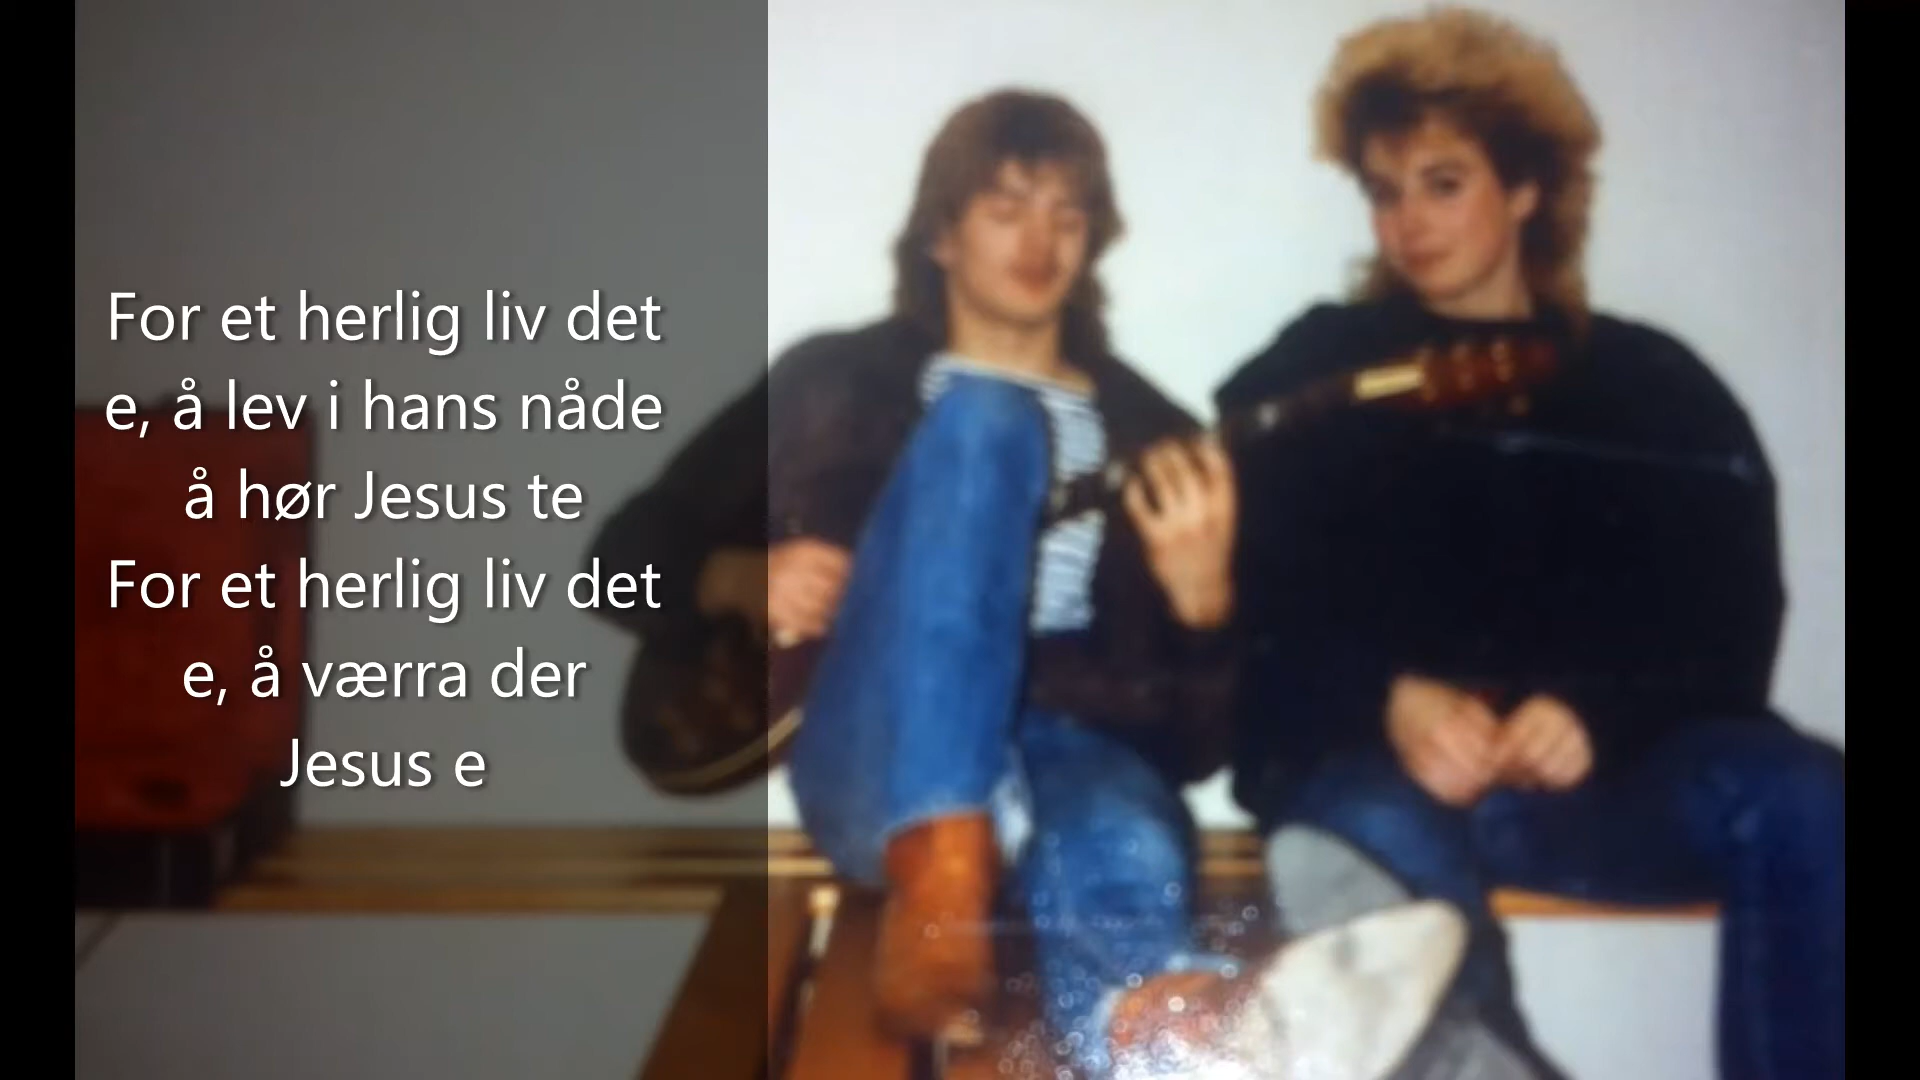 For et herlig liv det
e, å lev i hans nåde
å hør Jesus te
For et herlig liv det
e, å værra der
Jesus e